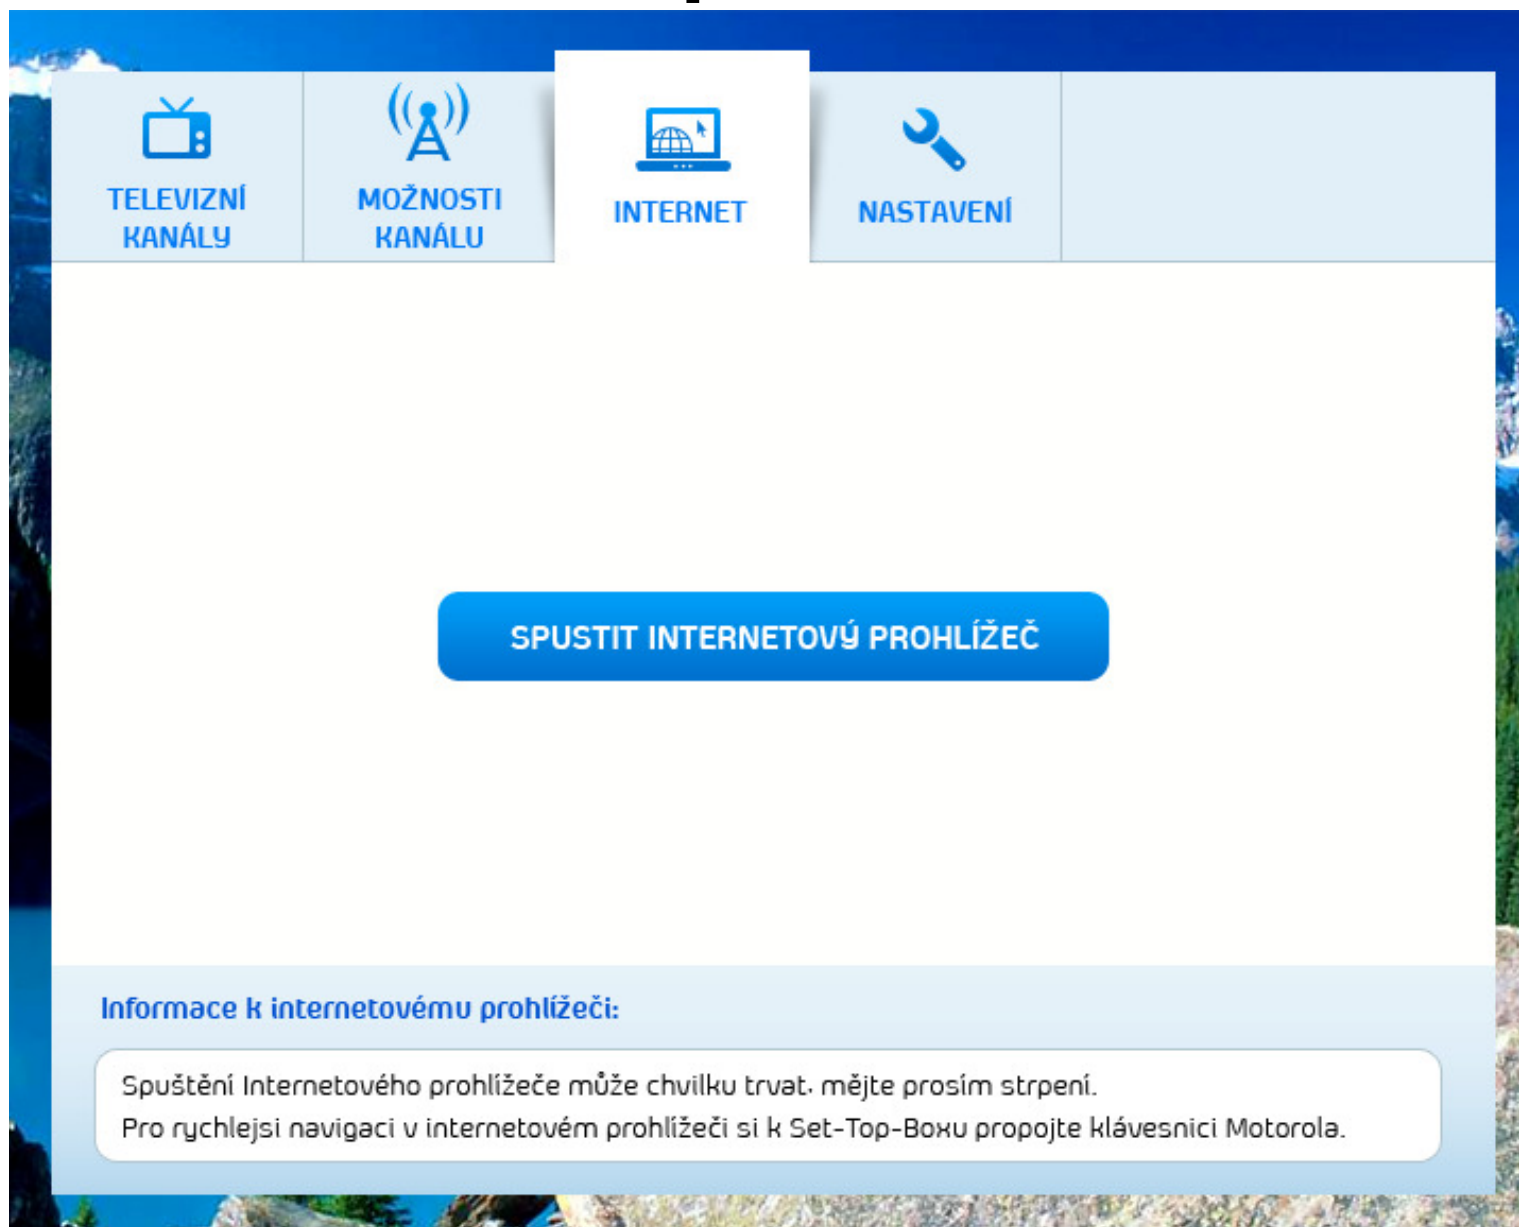 TELEVIZNÍ
KANÁLY
MOŽNOSTI
KANÁLU
INTERNET
NASTAVENÍ
SPUSTIT INTERNETOVÝ PROHLÍŽEČ
Informace k internetovému prohlížeči:
Spuštění Internetového prohlížeče může chvilku trvat. mějte prosím strpení.
Pro rychlejsi navigaci v internetovém prohlížeči si k Set-Top-Boxu propojte klávesnici Motorola.